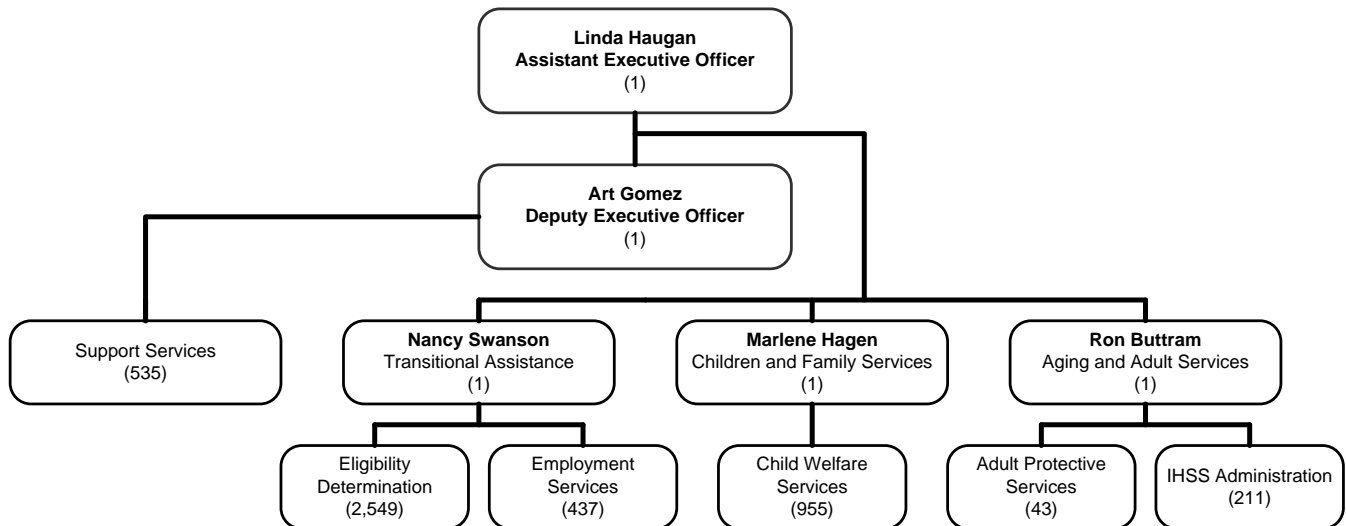 Linda Haugan
Assistant Executive Officer
(1)
Art Gomez
Deputy Executive Officer
(1)
Support Services
(535)
Nancy Swanson
Transitional Assistance
(1)
Marlene Hagen
Children and Family Services
(1)
Ron Buttram
Aging and Adult Services
(1)
Eligibility
Determination
(2,549)
Employment
Services
(437)
Child Welfare
Services
(955)
Adult Protective
Services
(43)
IHSS Administration
(211)